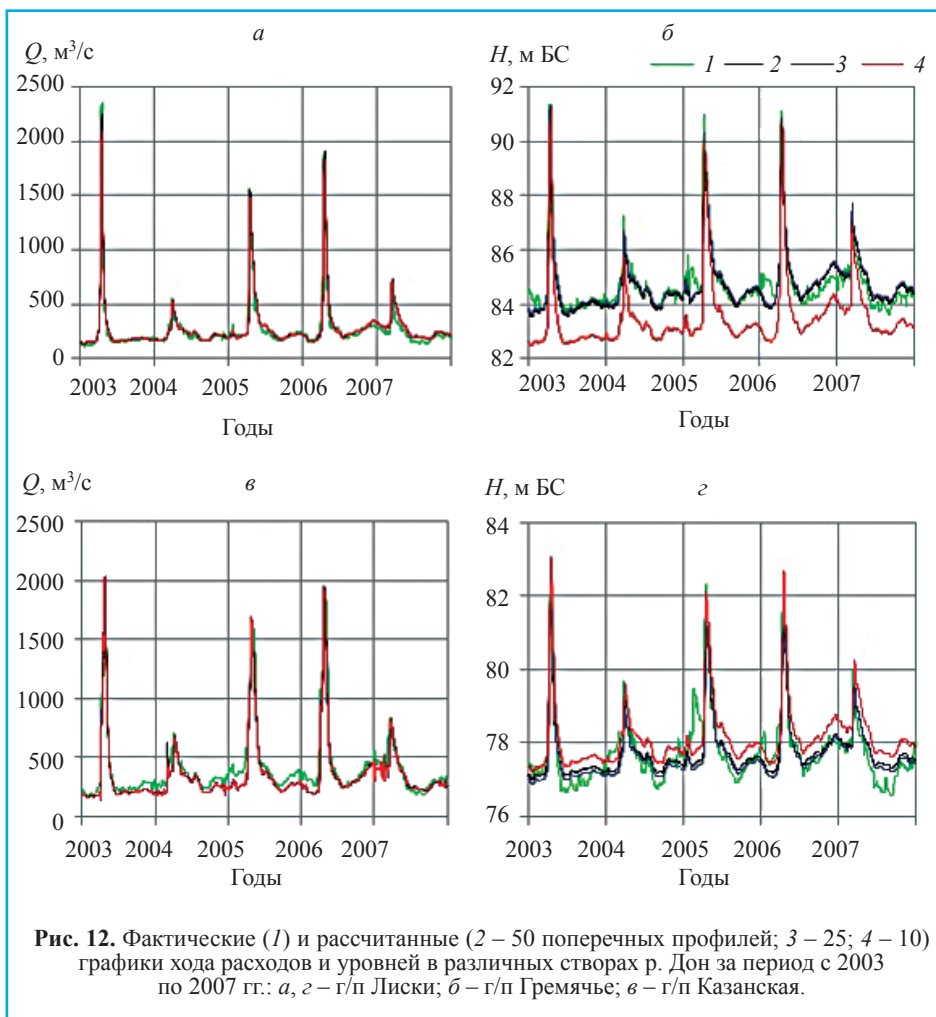 а
Q, м³/с
2500
2000
1500
1000
500
0
2003 2004 2005 2006 2007
Годы
б
H, м БС
1 2 3 4
92
90
88
86
84
82
2003 2004 2005 2006 2007
Годы
в
Q, м³/с
2500
2000
1500
1000
500
0
2003 2004 2005 2006 2007
Годы
г
H, м БС
84
82
80
78
76
2003 2004 2005 2006 2007
Годы
Рис. 12. Фактические (1) и рассчитанные (2 – 50 поперечных профилей; 3 – 25; 4 – 10)
графики хода расходов и уровней в различных створах р. Дон за период с 2003
по 2007 гг.: а, г – г/п Лиски; б – г/п Гремячье; в – г/п Казанская.